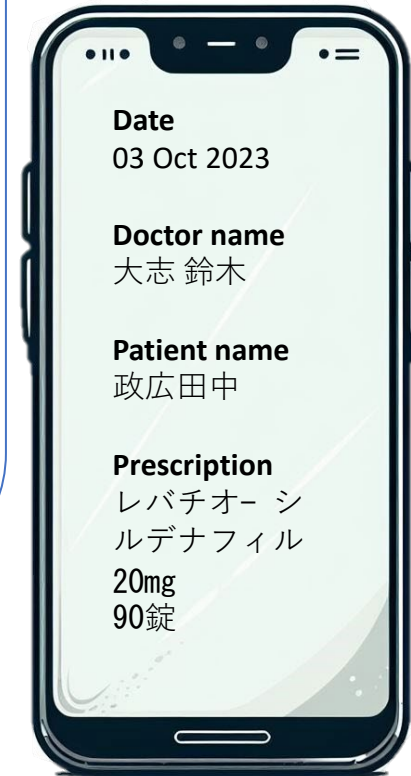 Date
03 Oct 2023
Doctor name
大志 鈴木
Patient name
政広田中
Prescription
レバチオ− シ
ルデナフィル
20mg
90錠